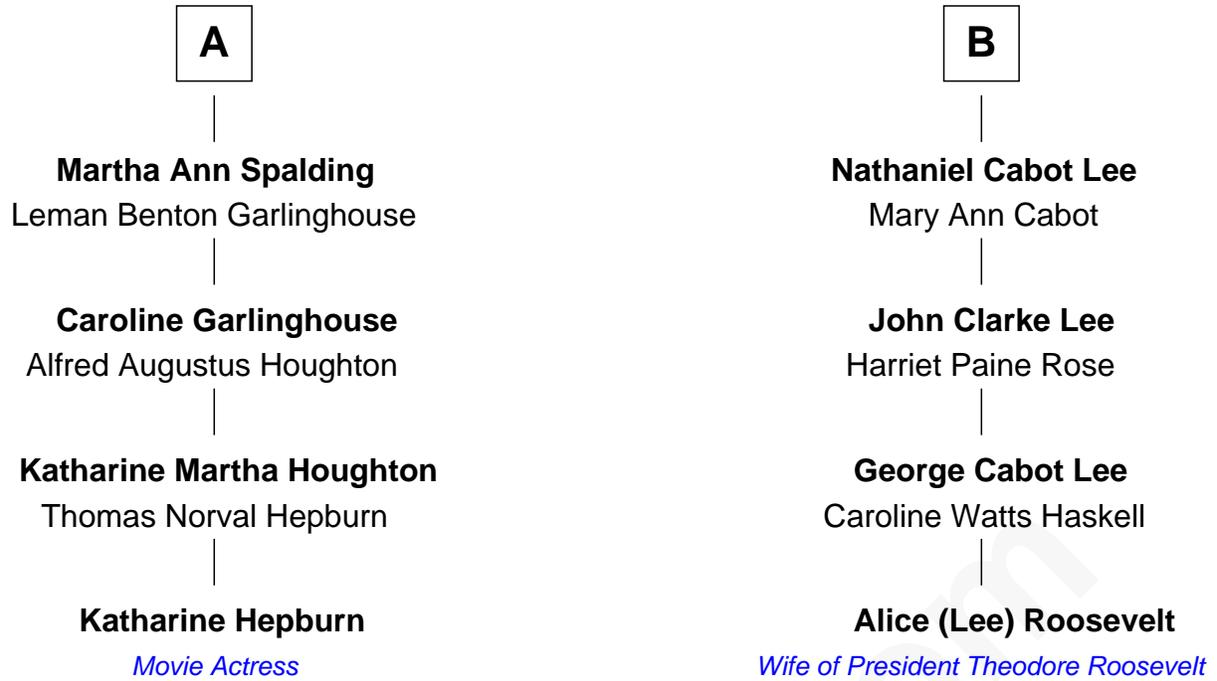 A
Martha Ann Spalding
Leman Benton Garlinghouse
Caroline Garlinghouse
Alfred Augustus Houghton
Katharine Martha Houghton
Thomas Norval Hepburn
Katharine Hepburn
Movie Actress
B
Nathaniel Cabot Lee
Mary Ann Cabot
John Clarke Lee
Harriet Paine Rose
George Cabot Lee
Caroline Watts Haskell
Alice (Lee) Roosevelt
Wife of President Theodore Roosevelt